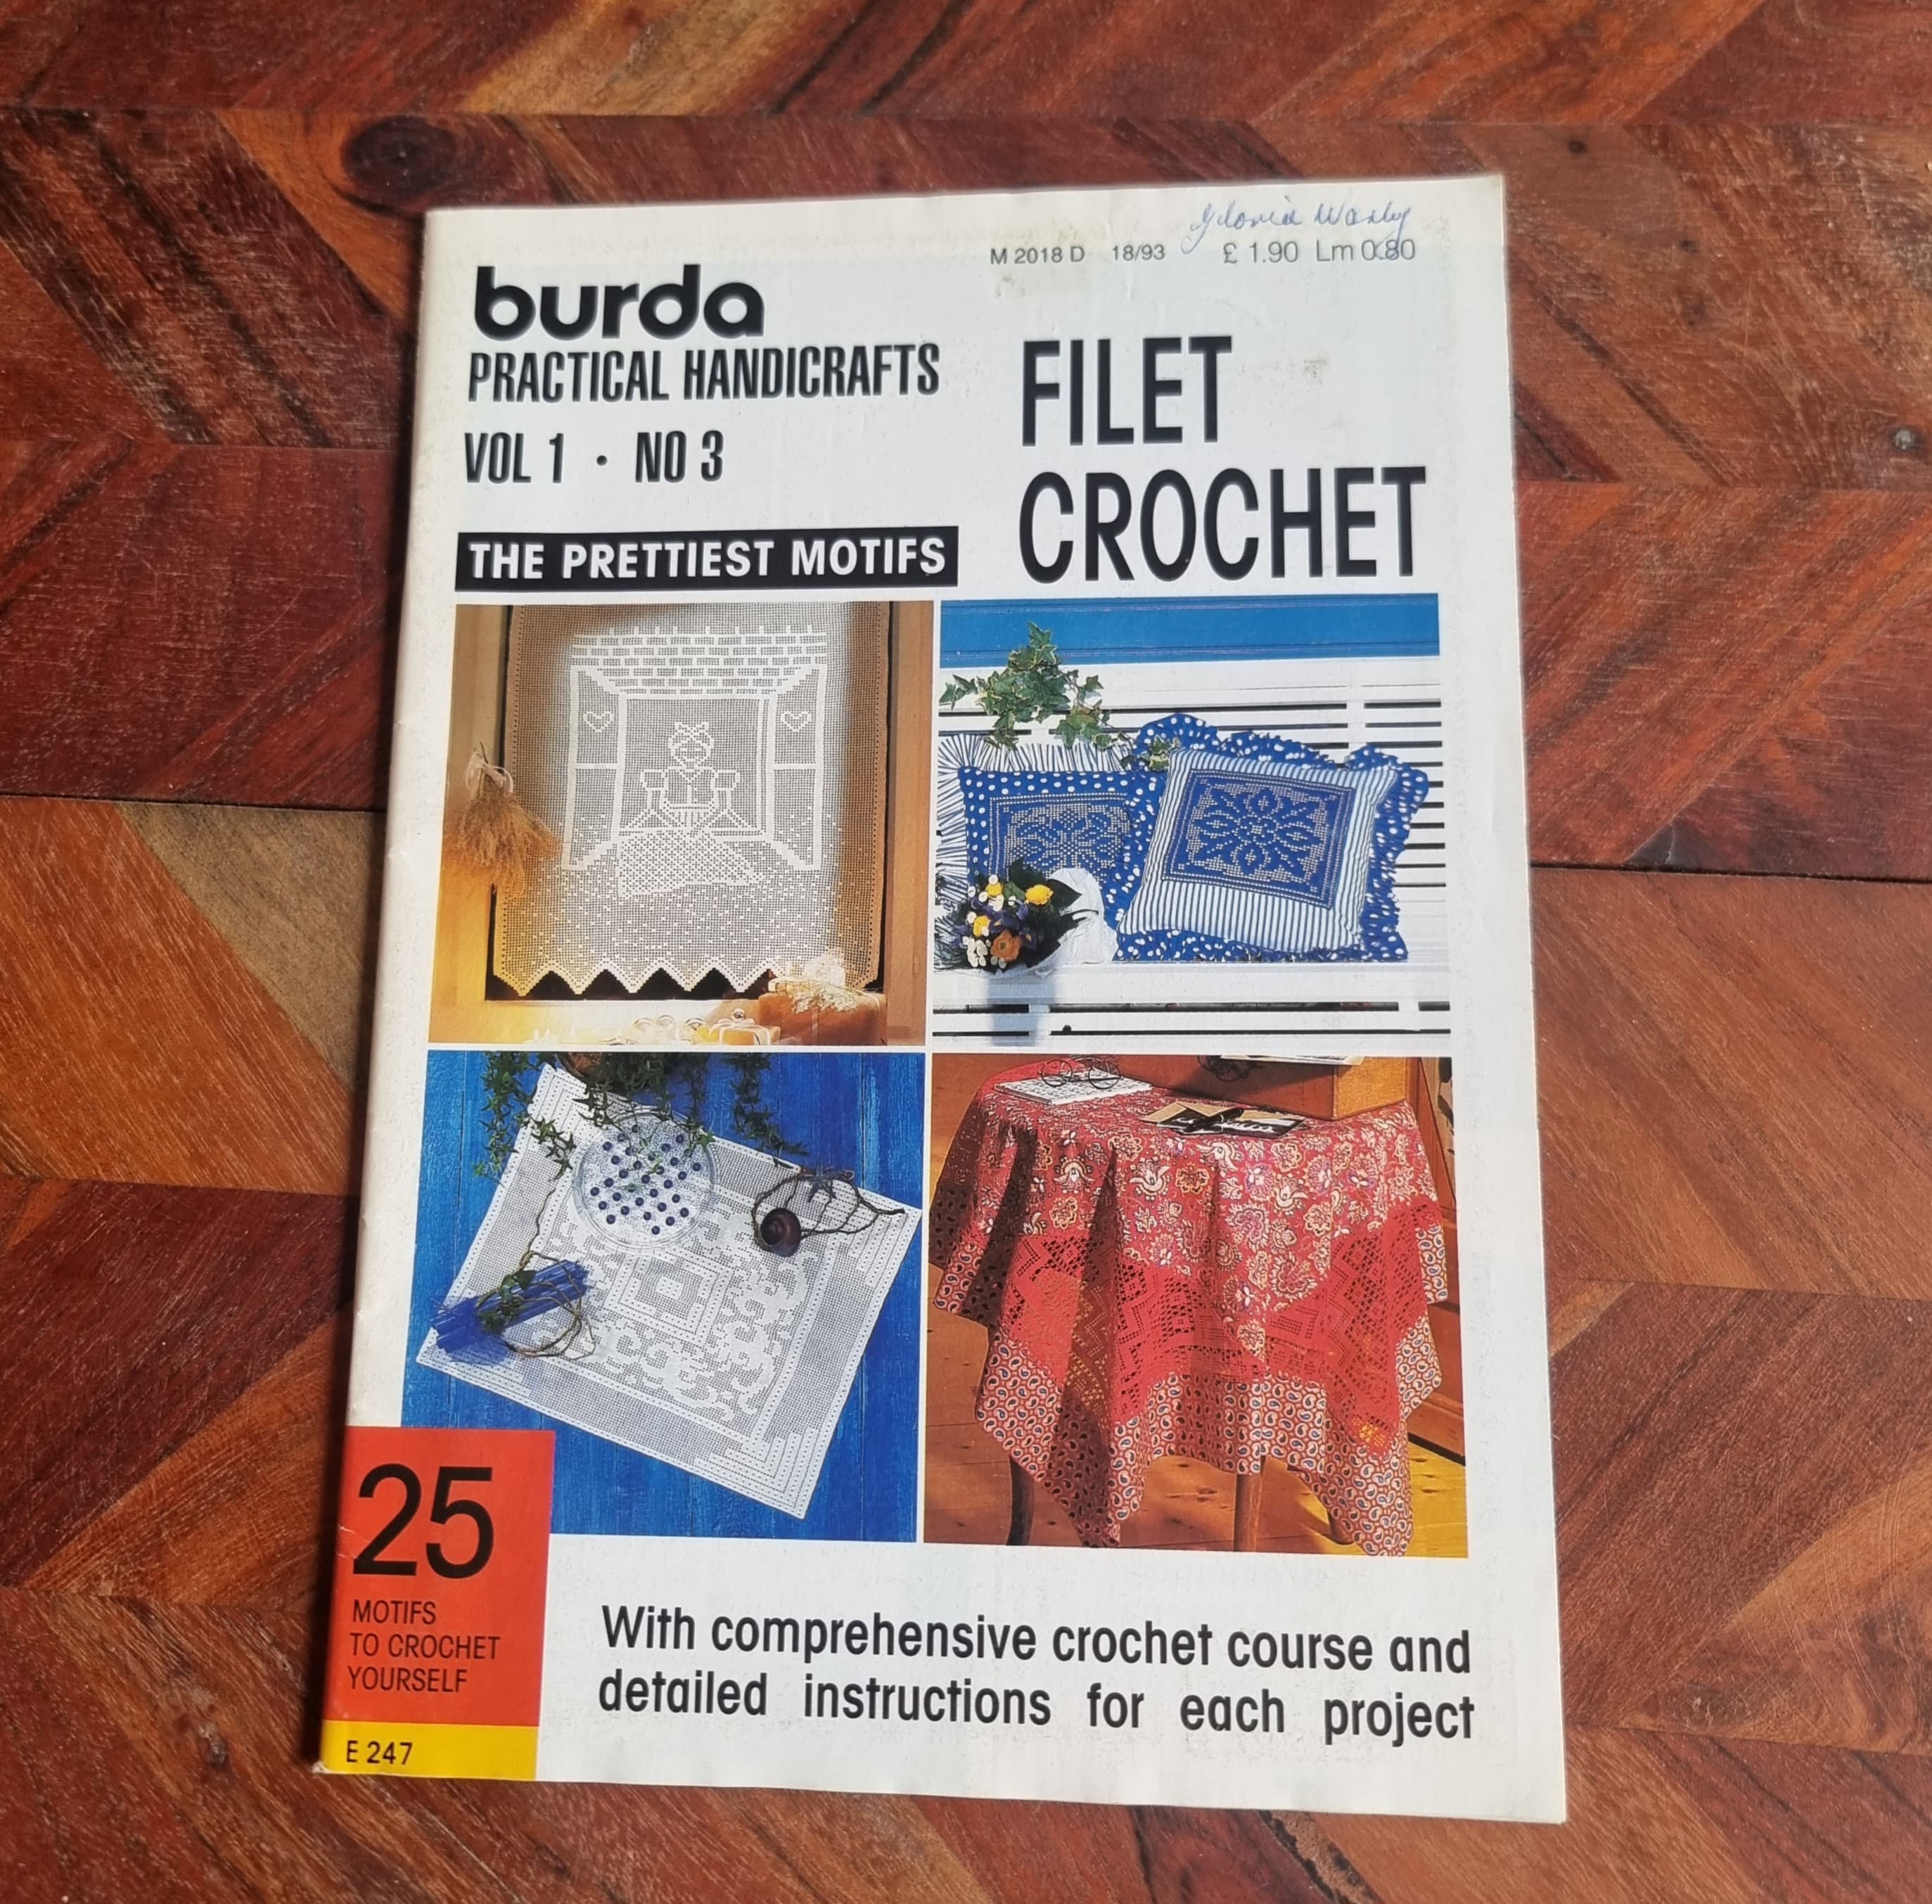 Gloria
M 2018 D 18/93 £ 1.90 Lm 0.80
burda
PRACTICAL HANDICRAFTS
VOL 1 · NO 3
FILET
CROCHET
THE PRETTIEST MOTIFS
25
MOTIFS
TO CROCHET
YOURSELF
E 247
With comprehensive crochet course and
detailed instructions for each project